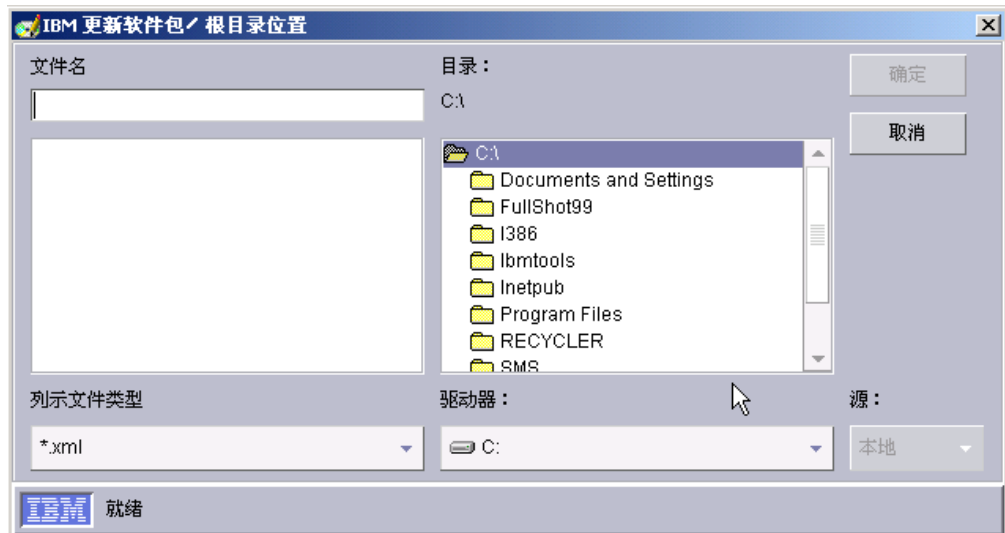 IBM 更新软件包/ 根目录位置
文件名
目录：
确定
C:\
取消
C:\
Documents and Settings
FullShot99
I386
Ibmtools
Inetpub
Program Files
RECYCLER
SMS
列示文件类型
驱动器：
源：
*.xml
C:
本地
IBM
就绪